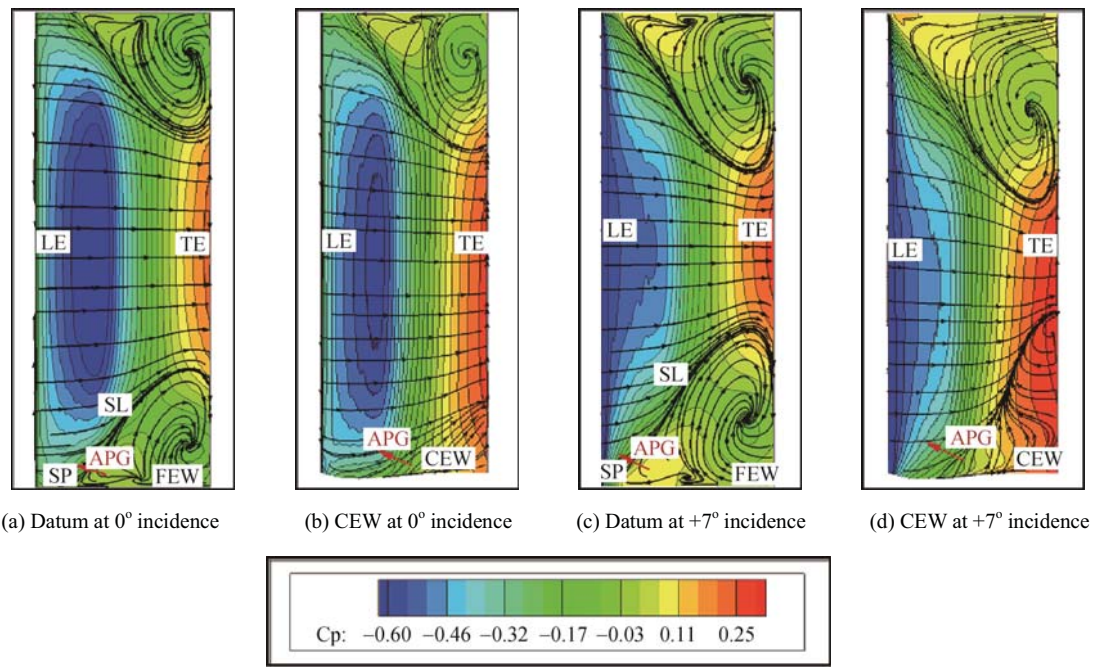 LE TE LE TE LE TE LE TE
SL SL
APG APG APG APG
SP FEW CEW SP FEW CEW
(a) Datum at 0° incidence (b) CEW at 0° incidence (c) Datum at +7° incidence (d) CEW at +7° incidence
Cp: −0.60 −0.46 −0.32 −0.17 −0.03 0.11 0.25